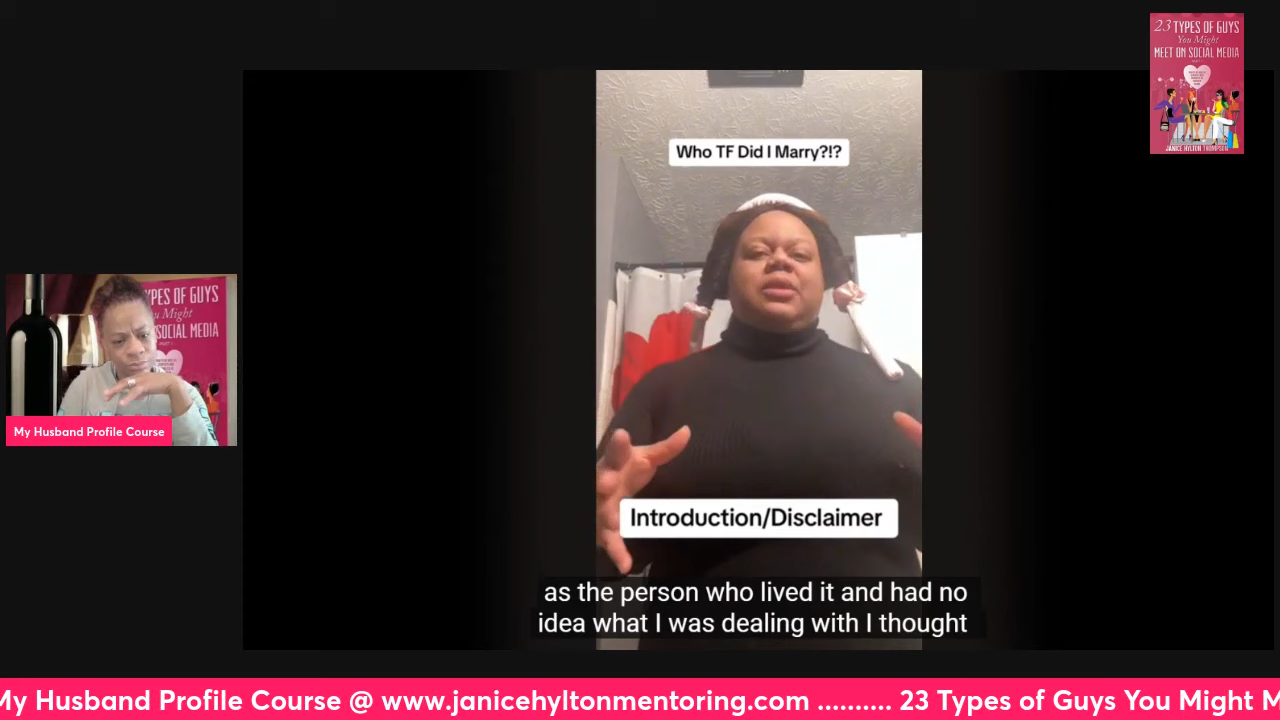 23 TYPES OF GUYS
You Might
MEET ON SOCIAL MEDIA
JANICE HYLTON THOMPSON
Who TF Did I Marry?!?
YPES OF GUYS
u Might
SOCIAL MEDIA
My Husband Profile Course
Introduction/Disclaimer
as the person who lived it and had no
idea what I was dealing with I thought
My Husband Profile Course @ www.janicehyltonmentoring.com .......... 23 Types of Guys You Might M